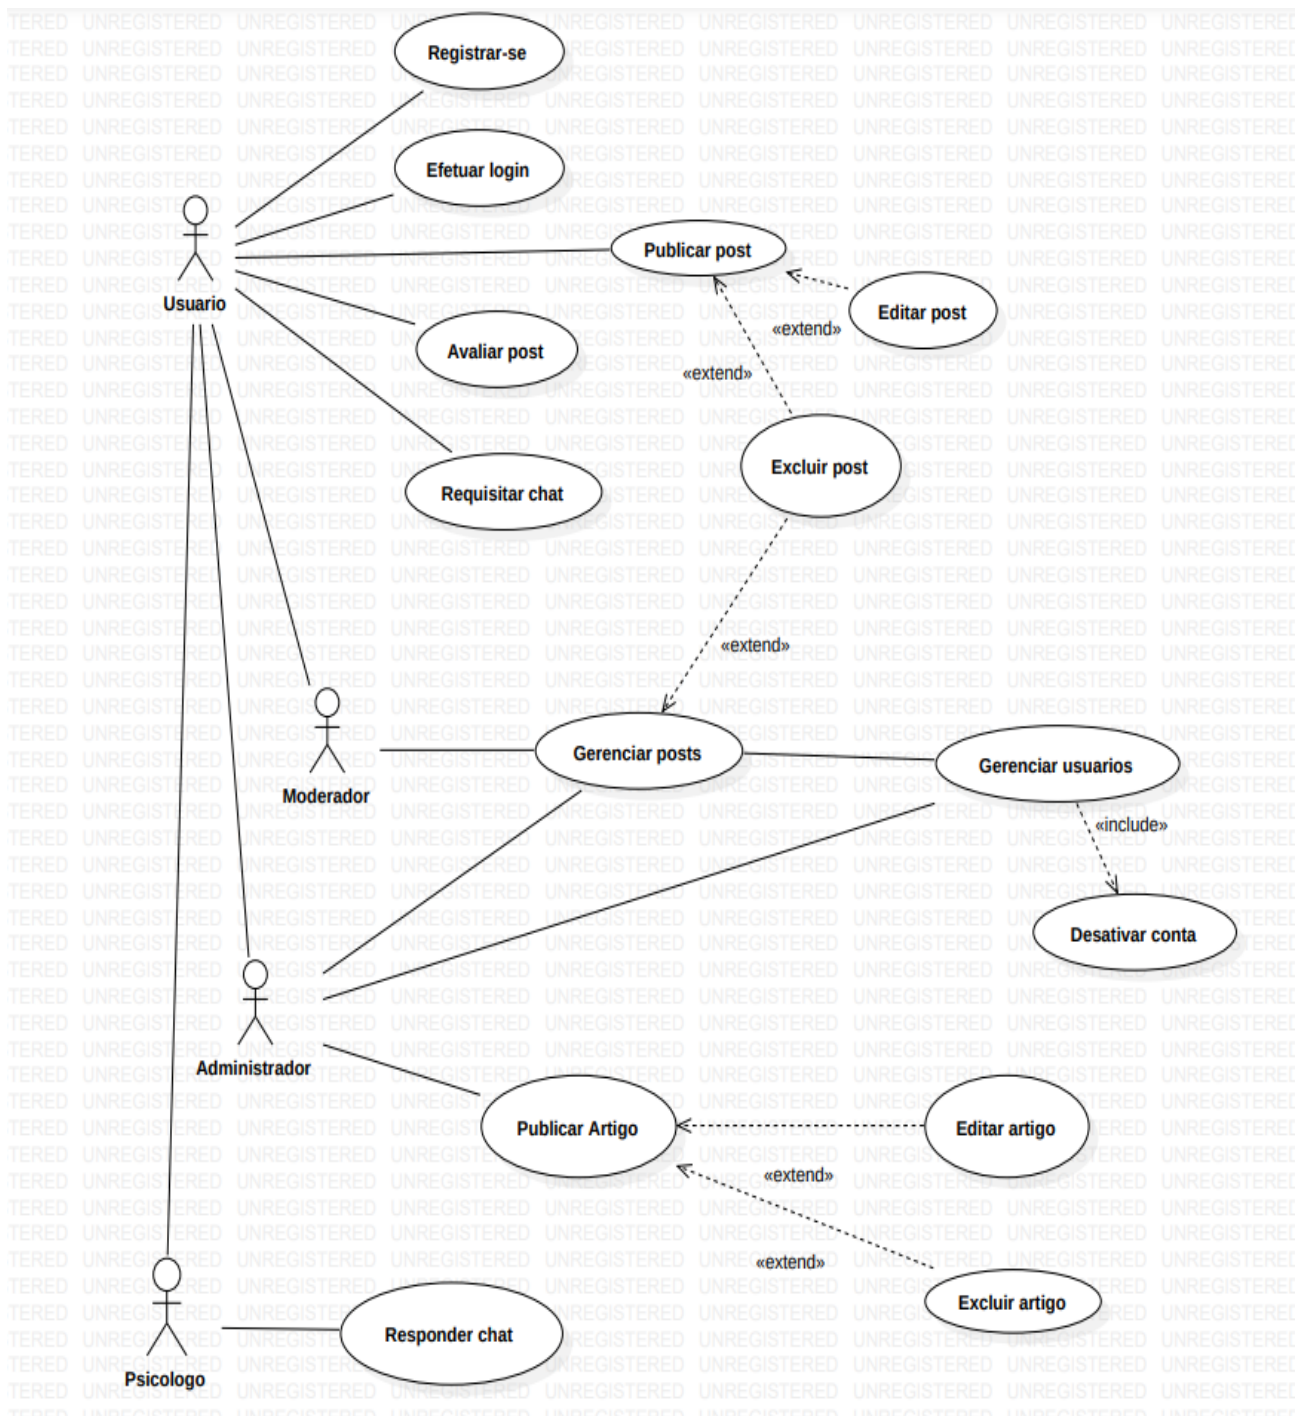 Registrar-se
Efetuar login
Publicar post
Usuario
Editar post
«extend»
Avaliar post
«extend»
Excluir post
Requisitar chat
«extend»
Gerenciar posts
Gerenciar usuarios
Moderador
«include»
Desativar conta
Administrador
Publicar Artigo
Editar artigo
«extend»
«extend»
Excluir artigo
Responder chat
Psicologo
UNREGISTERED